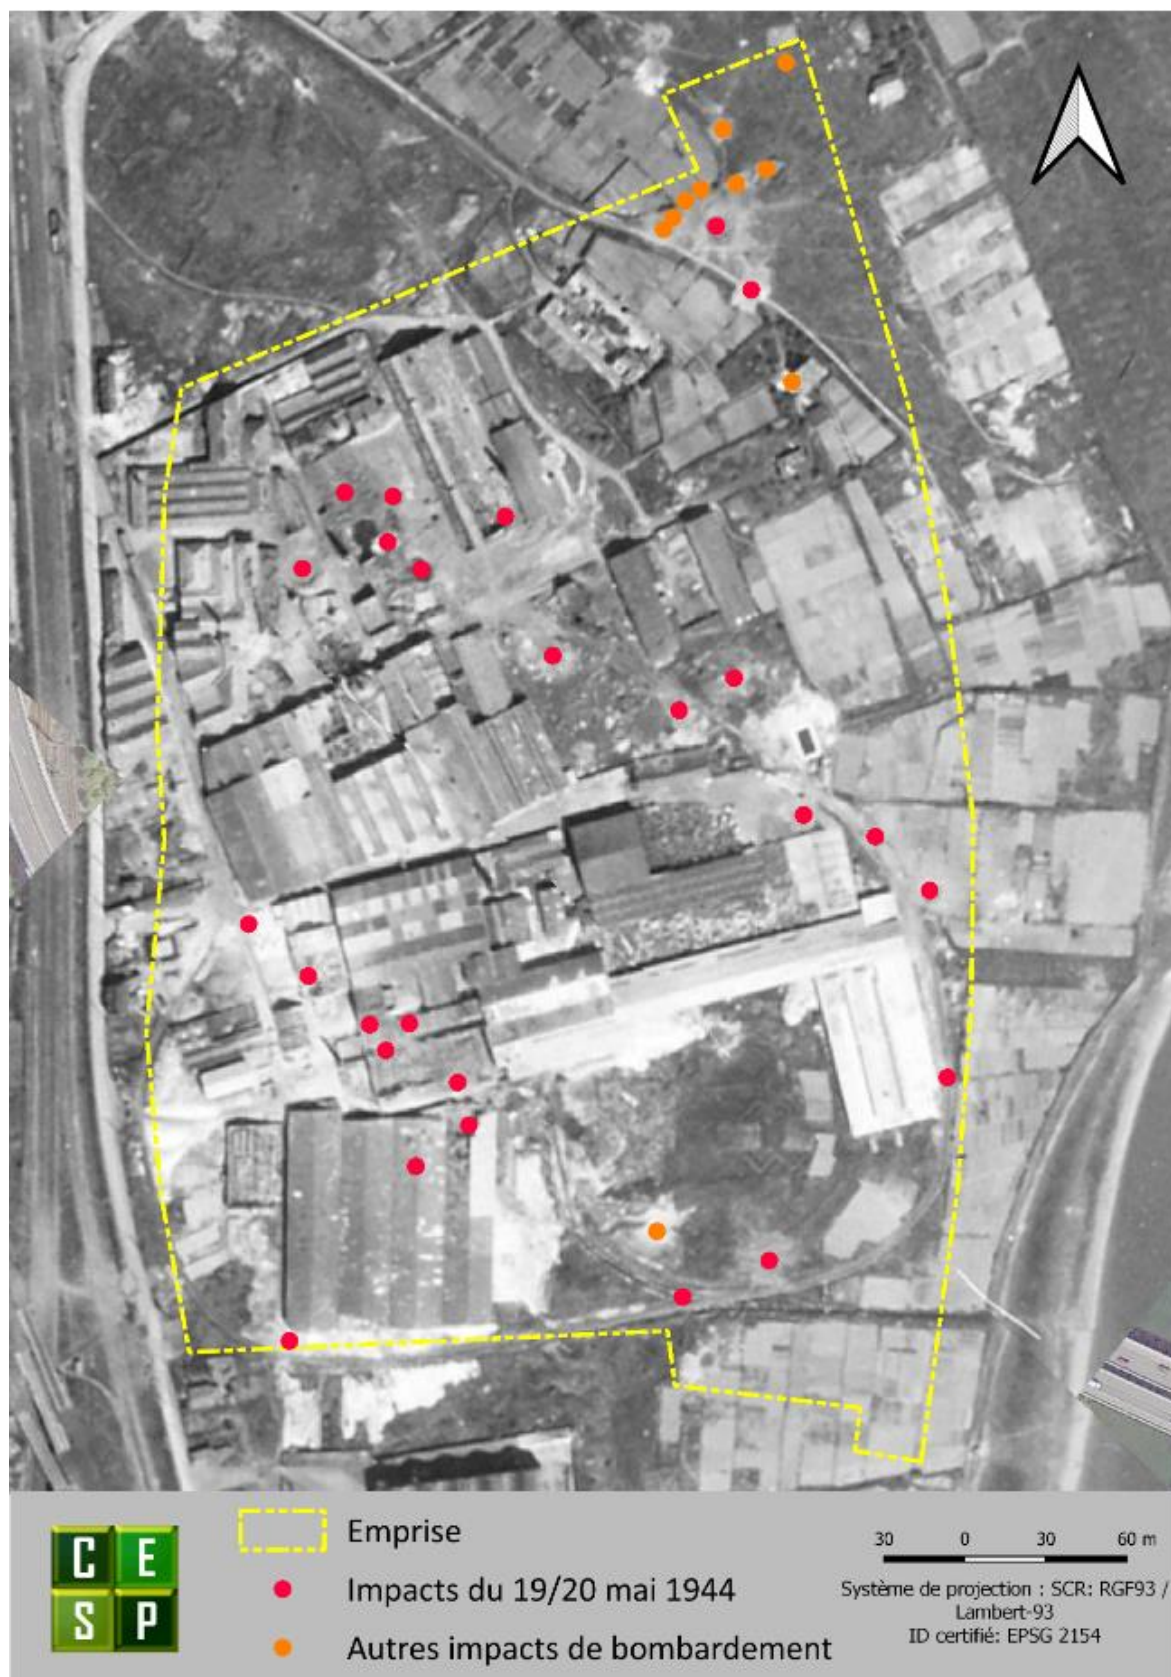 C E
S P
Emprise
Impacts du 19/20 mai 1944
Autres impacts de bombardement
30 0 30 60 m
Système de projection : SCR: RGF93 /
Lambert-93
ID certifié: EPSG 2154